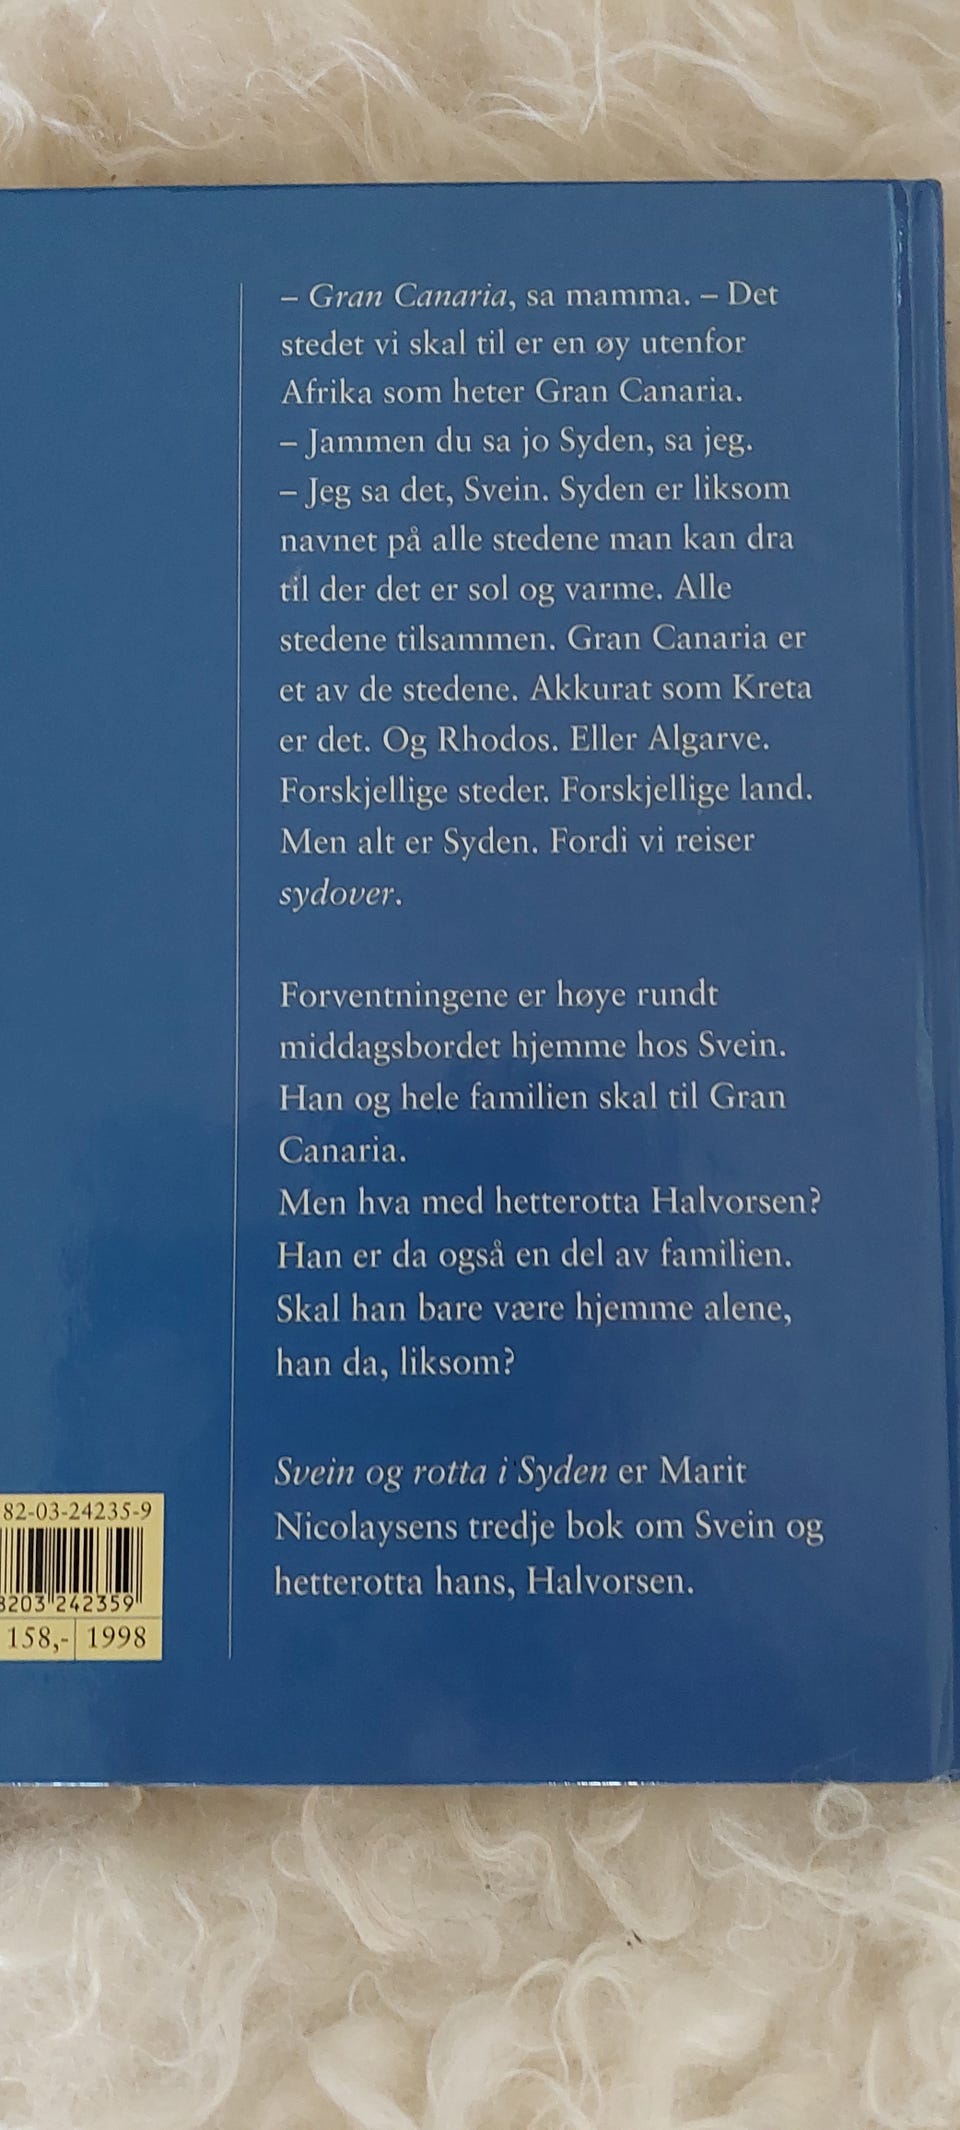 – Gran Canaria, sa mamma. – Det
stedet vi skal til er en øy utenfor
Afrika som heter Gran Canaria.
– Jammen du sa jo Syden, sa jeg.
– Jeg sa det, Svein. Syden er liksom
navnet på alle stedene man kan dra
til der det er sol og varme. Alle
stedene tilsammen. Gran Canaria er
et av de stedene. Akkurat som Kreta
er det. Og Rhodos. Eller Algarve.
Forskjellige steder. Forskjellige land.
Men alt er Syden. Fordi vi reiser
sydover.
Forventningene er høye rundt
middagsbordet hjemme hos Svein.
Han og hele familien skal til Gran
Canaria.
Men hva med hetterotta Halvorsen?
Han er da også en del av familien.
Skal han bare være hjemme alene,
han da, liksom?
Svein og rotta i Syden er Marit
Nicolaysens tredje bok om Svein og
hetterotta hans, Halvorsen.
82-03-24235-9
8203 242359
158,- 1998